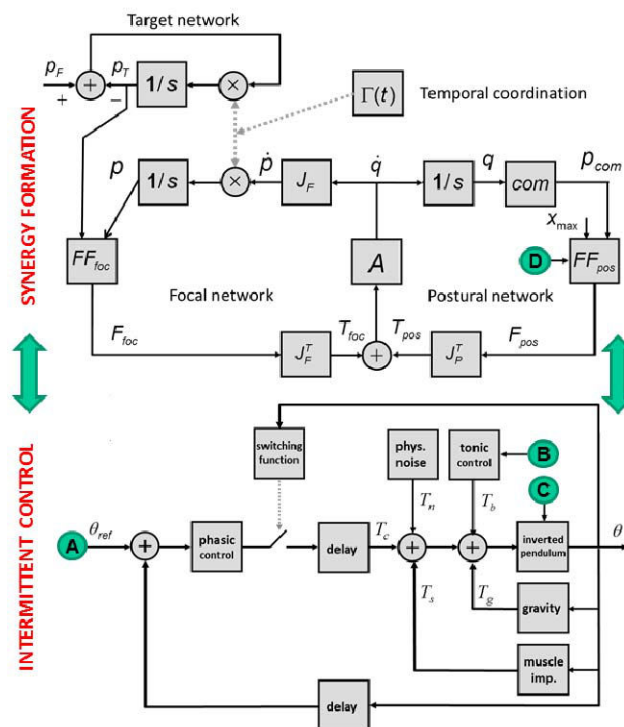 Target network
p_F
p_T
+
+
−
1/s
×
Γ(t)
Temporal coordination
p
1/s
×
ṗ
J_F
q̇
1/s
q
com
p_com
x_max
FF_foc
A
D
FF_pos
Focal network
Postural network
F_foc
J_F^T
T_foc
+
T_pos
J_P^T
F_pos
SYNERGY FORMATION
switching function
phys. noise
tonic control
B
C
T_n
T_b
A
θ_ref
+
phasic control
delay
T_c
+
+
inverted pendulum
θ
T_s
T_g
gravity
muscle imp.
delay
INTERMITTENT CONTROL